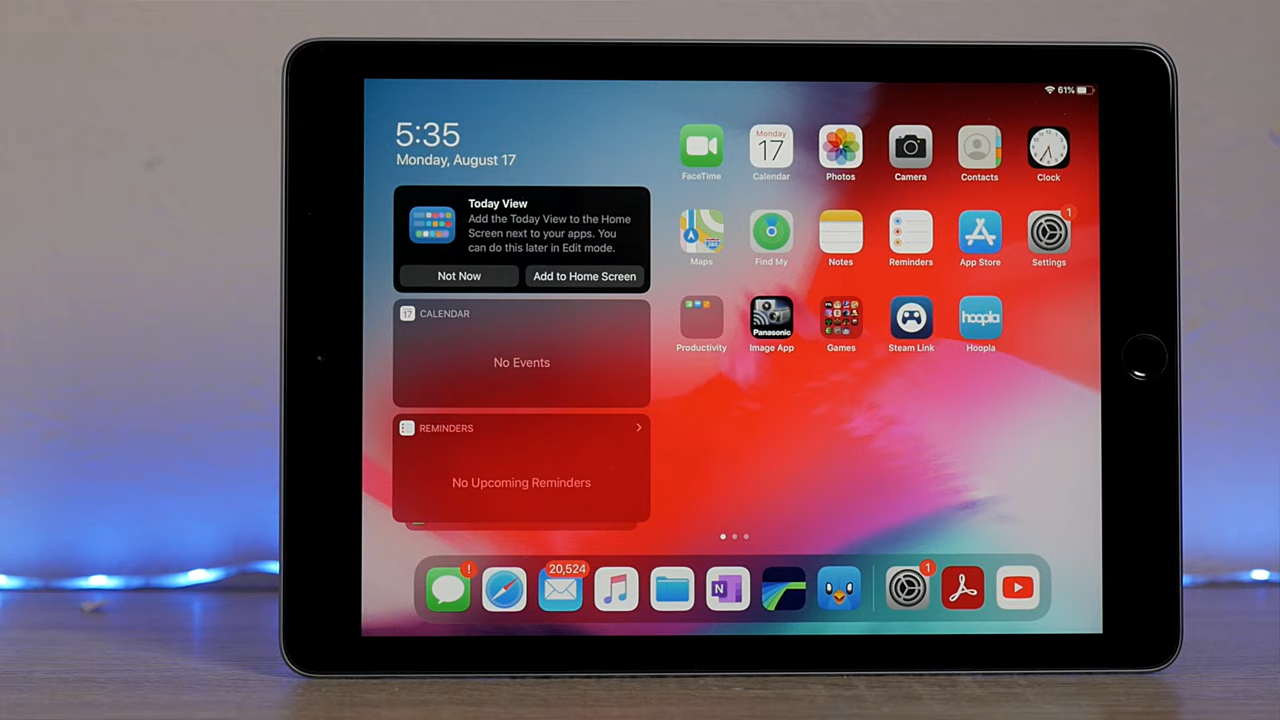 61%
5:35
Monday, August 17
Today View
Add the Today View to the Home
Screen next to your apps. You
can do this later in Edit mode.
Not Now
Add to Home Screen
17
CALENDAR
No Events
REMINDERS
No Upcoming Reminders
Monday
17
FaceTime
Calendar
Photos
Camera
Contacts
Clock
1
Maps
Find My
Notes
Reminders
App Store
Settings
Panasonic
hoopla
Productivity
Image App
Games
Steam Link
Hoopla
!
20,524
N
1